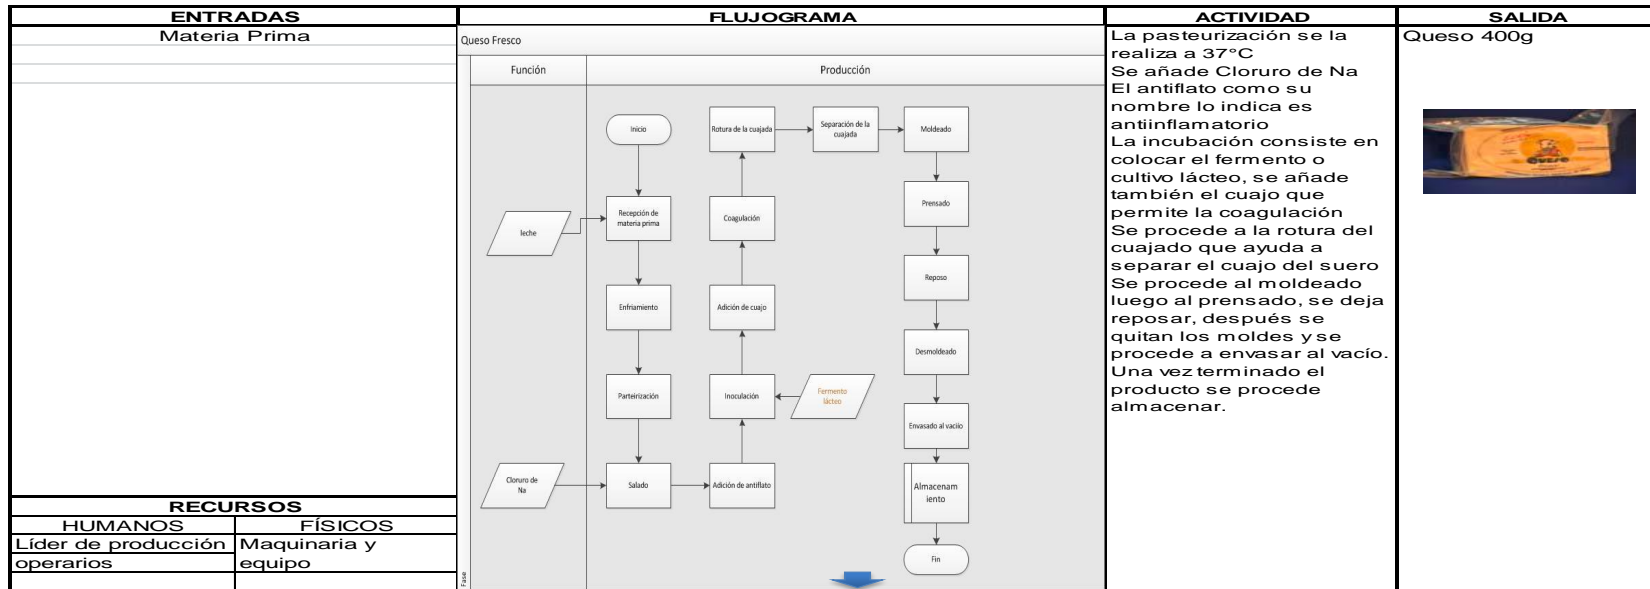 ENTRADAS
FLUJOGRAMA
ACTIVIDAD
SALIDA
Materia Prima
Queso Fresco
Función
Producción
Inicio
leche
Recepción de
materia prima
Enfriamiento
Parteirización
Cloruro de
Na
Salado
Adición de antiflato
Inoculación
Fermento
lácteo
Adición de cuajo
Coagulación
Rotura de la cuajada
Separación de la
cuajada
Moldeado
Prensado
Reposo
Desmoldeado
Envasado al vaciío
Almacenam
iento
Fin
Fase
La pasteurización se la
realiza a 37°C
Se añade Cloruro de Na
El antiflato como su
nombre lo indica es
antiinflamatorio
La incubación consiste en
colocar el fermento o
cultivo lácteo, se añade
también el cuajo que
permite la coagulación
Se procede a la rotura del
cuajado que ayuda a
separar el cuajo del suero
Se procede al moldeado
luego al prensado, se deja
reposar, después se
quitan los moldes y se
procede a envasar al vacío.
Una vez terminado el
producto se procede
almacenar.
Queso 400g
QUESO
RECURSOS
HUMANOS
FÍSICOS
Líder de producción
operarios
Maquinaria y
equipo